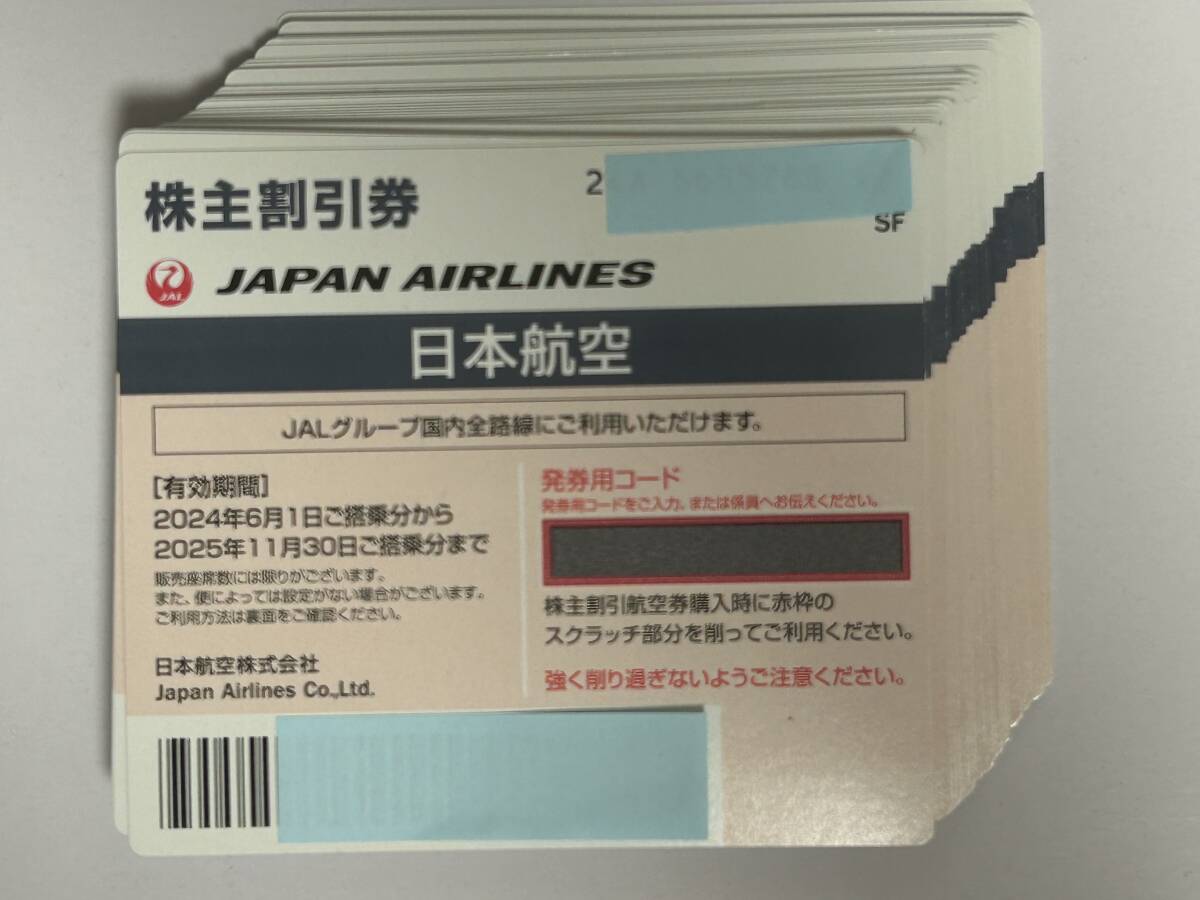 株主割引券
2
SF
JAL
JAPAN AIRLINES
日本航空
JALグループ国内全路線にご利用いただけます。
[有効期間]
2024年6月1日ご搭乗分から
2025年11月30日ご搭乗分まで
販売座席数には限りがございます。
また、便によっては設定がない場合がございます。
ご利用方法は裏面をご確認ください。
日本航空株式会社
Japan Airlines Co.,Ltd.
発券用コード
発券用コードをご入力、または係員へお伝えください。
株主割引航空券購入時に赤枠の
スクラッチ部分を削ってご利用ください。
強く削り過ぎないようご注意ください。